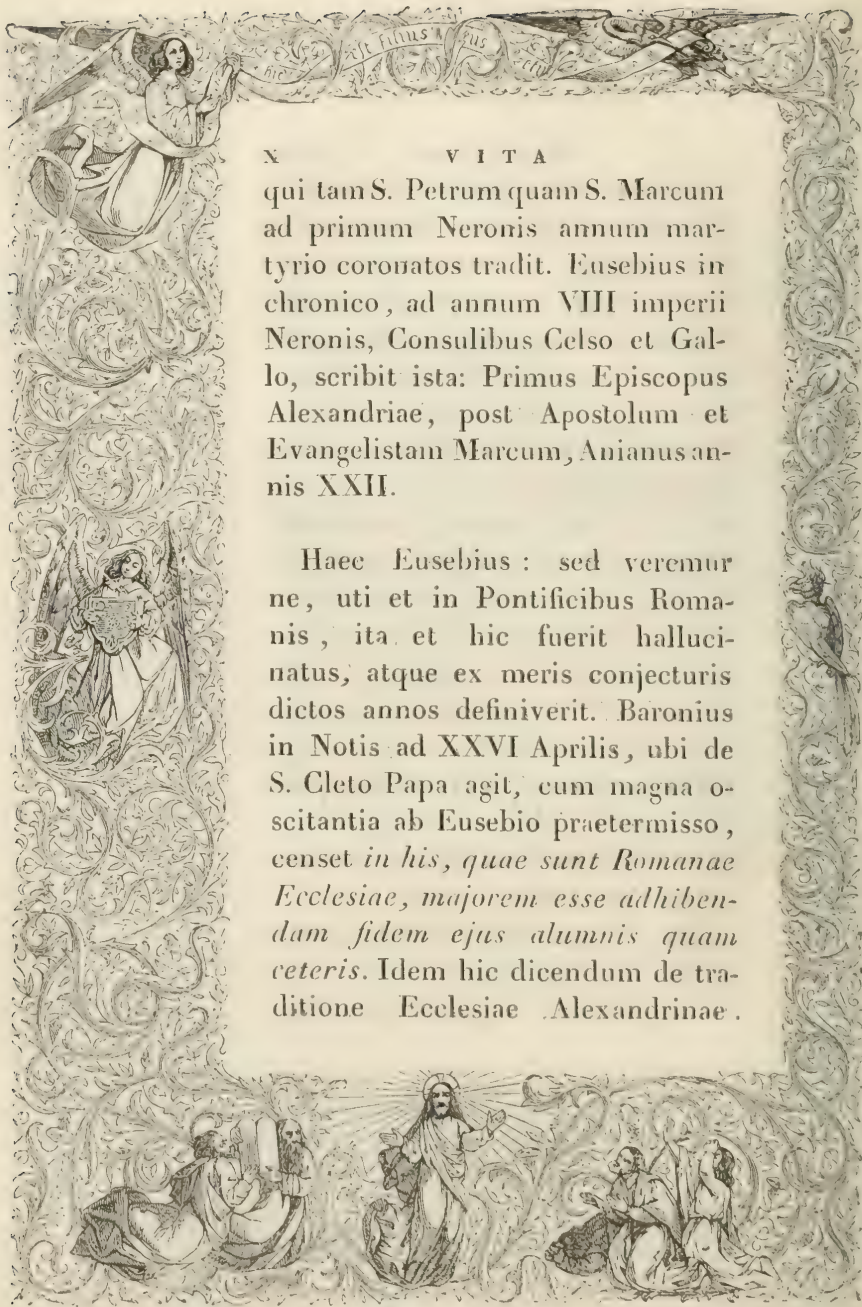 hic est filius
X VITA
qui tam S. Petrum quam S. Marcum
ad primum Neronis annum mar-
tyrio coronatos tradit. Eusebius in
chronico, ad annum VIII imperii
Neronis, Consulibus Celso et Gal-
lo, scribit ista: Primus Episcopus
Alexandriae, post Apostolum et
Evangelistam Marcum, Anianus an-
nis XXII.
Haec Eusebius : sed veremur
ne, uti et in Pontificibus Roma-
nis , ita et hic fuerit halluci-
natus, atque ex meris conjecturis
dictos annos definiverit. Baronius
in Notis ad XXVI Aprilis, ubi de
S. Cleto Papa agit, cum magna o-
scitantia ab Eusebio praetermisso ,
censet in his, quae sunt Romanae
Ecclesiae, majorem esse adhiben-
dam fidem ejus alumnis quam
ceteris. Idem hic dicendum de tra-
ditione Ecclesiae Alexandrinae.